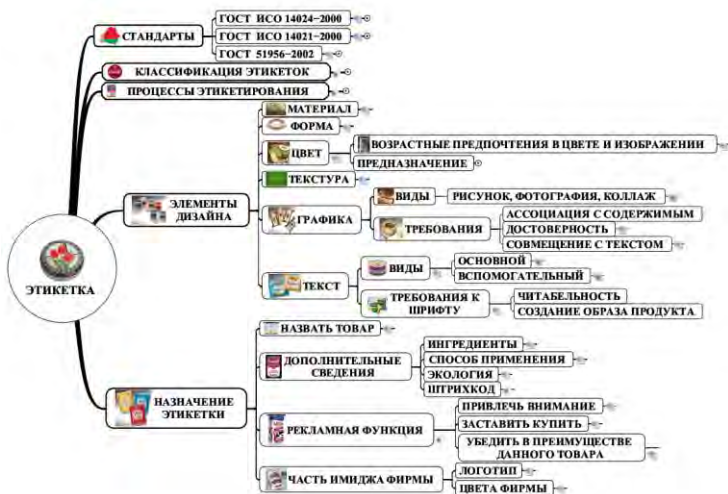 СТАНДАРТЫ
ГОСТ ИСО 14024–2000
ГОСТ ИСО 14021–2000
ГОСТ 51956–2002
КЛАССИФИКАЦИЯ ЭТИКЕТОК
ПРОЦЕССЫ ЭТИКЕТИРОВАНИЯ
ЭТИКЕТКА
ЭЛЕМЕНТЫ
ДИЗАЙНА
МАТЕРИАЛ
ФОРМА
ЦВЕТ
ВОЗРАСТНЫЕ ПРЕДПОЧТЕНИЯ В ЦВЕТЕ И ИЗОБРАЖЕНИИ
ПРЕДНАЗНАЧЕНИЕ
ТЕКСТУРА
ГРАФИКА
ВИДЫ
РИСУНОК, ФОТОГРАФИЯ, КОЛЛАЖ
ТРЕБОВАНИЯ
АССОЦИАЦИЯ С СОДЕРЖИМЫМ
ДОСТОВЕРНОСТЬ
СОВМЕЩЕНИЕ С ТЕКСТОМ
ТЕКСТ
ВИДЫ
ОСНОВНОЙ
ВСПОМОГАТЕЛЬНЫЙ
ТРЕБОВАНИЯ К
ШРИФТУ
ЧИТАБЕЛЬНОСТЬ
СОЗДАНИЕ ОБРАЗА ПРОДУКТА
НАЗНАЧЕНИЕ
ЭТИКЕТКИ
НАЗВАТЬ ТОВАР
ДОПОЛНИТЕЛЬНЫЕ
СВЕДЕНИЯ
ИНГРЕДИЕНТЫ
СПОСОБ ПРИМЕНЕНИЯ
ЭКОЛОГИЯ
ШТРИХКОД
РЕКЛАМНАЯ ФУНКЦИЯ
ПРИВЛЕЧЬ ВНИМАНИЕ
ЗАСТАВИТЬ КУПИТЬ
УБЕДИТЬ В ПРЕИМУЩЕСТВЕ
ДАННОГО ТОВАРА
ЧАСТЬ ИМИДЖА ФИРМЫ
ЛОГОТИП
ЦВЕТА ФИРМЫ